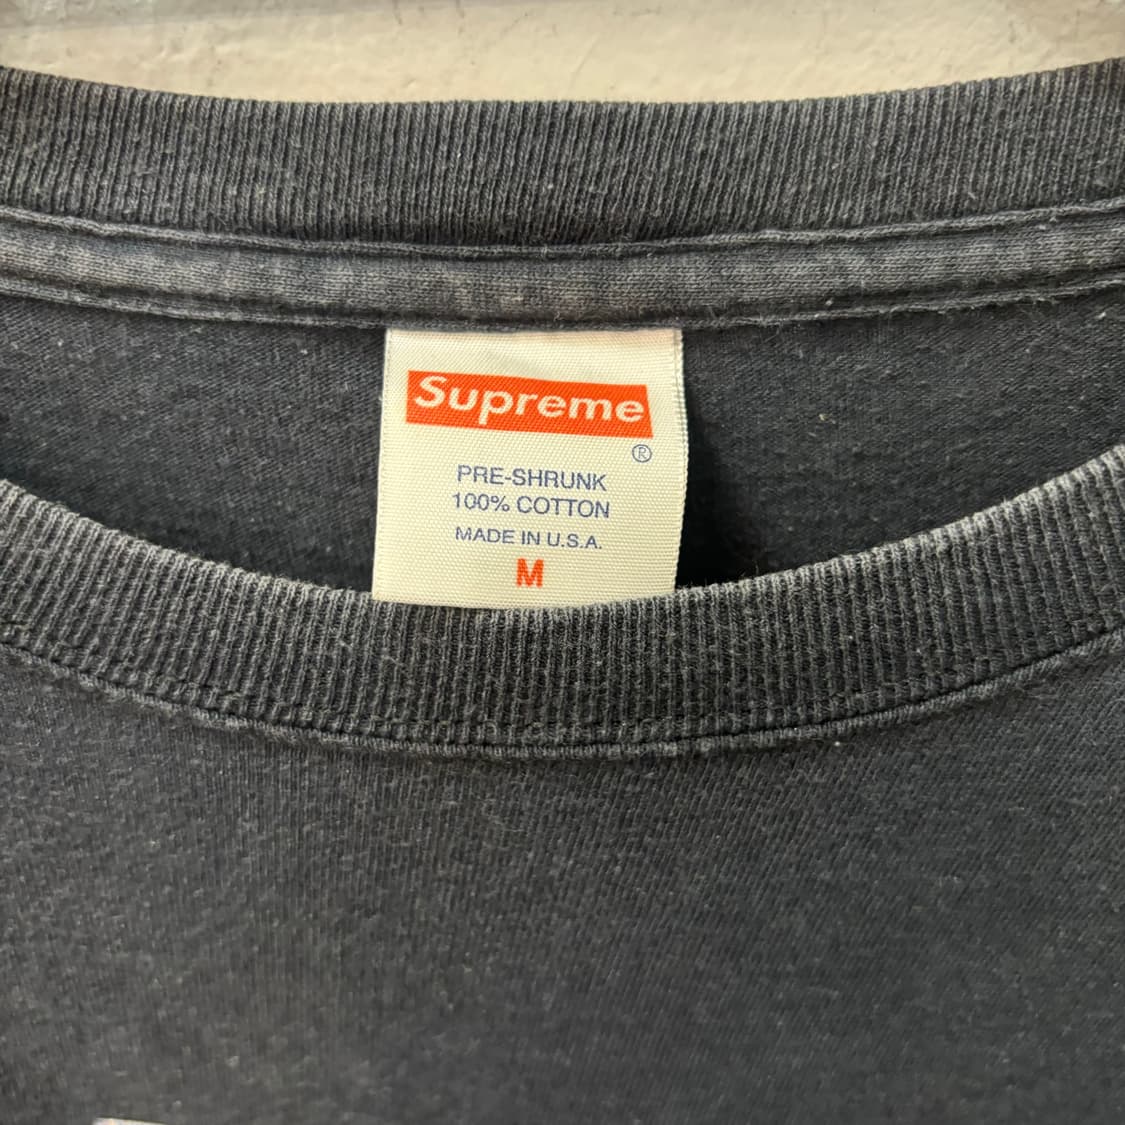 Supreme
®
PRE-SHRUNK
100% COTTON
MADE IN U.S.A.
M